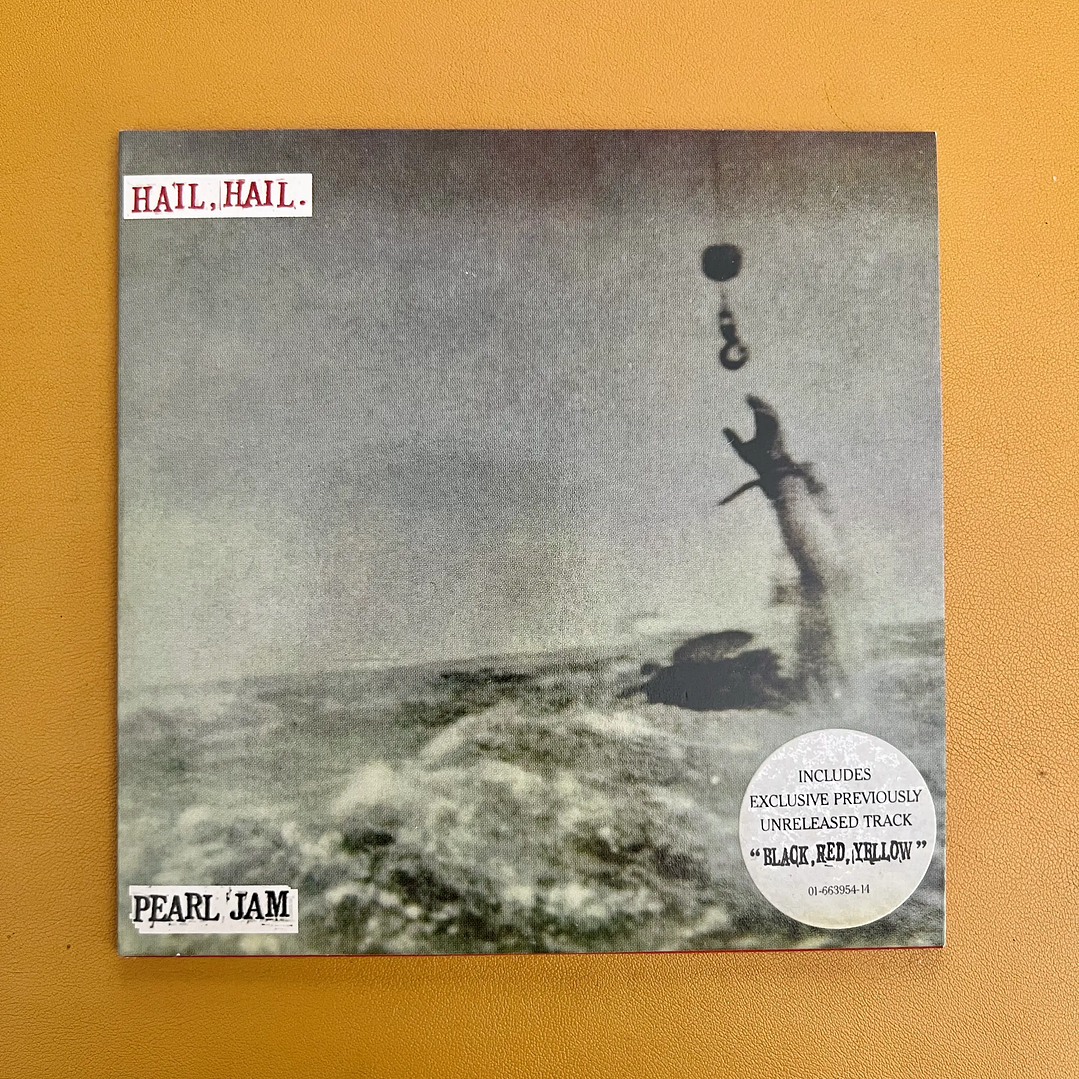 HAIL, HAIL.
INCLUDES
EXCLUSIVE PREVIOUSLY
UNRELEASED TRACK
"BLACK, RED, YELLOW"
01-663954-14
PEARL JAM